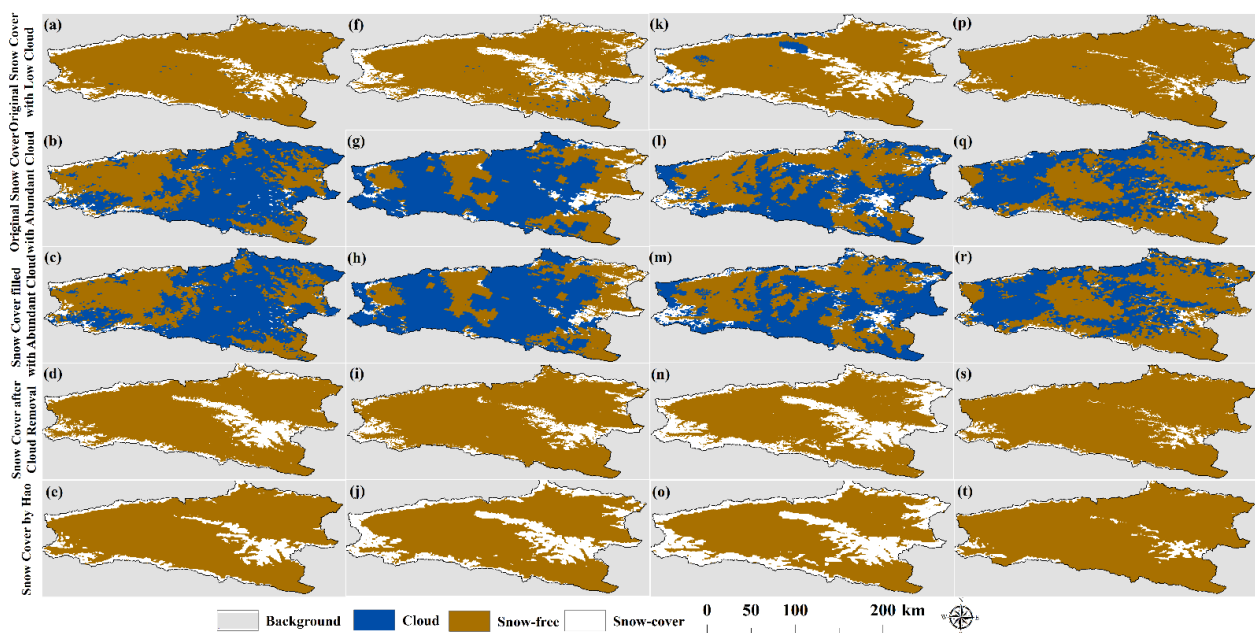 Original Snow Cover
with Low Cloud
(a) (f) (k) (p)
Original Snow Cover
with Abundant Cloud
(b) (g) (l) (q)
Snow Cover filled
with Abundant Cloud
(c) (h) (m) (r)
Snow Cover after
Cloud Removal
(d) (i) (n) (s)
Snow Cover by Hao
(e) (j) (o) (t)
Background Cloud Snow-free Snow-cover
0 50 100 200 km
N
W E
S